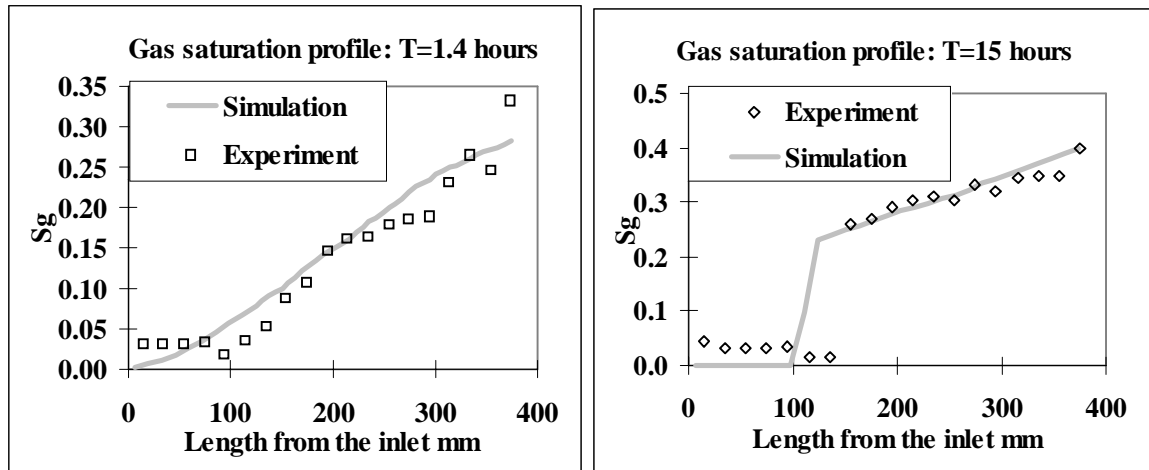 Gas saturation profile: T=1.4 hours
Simulation
Experiment
0.35
0.30
0.25
0.20
0.15
0.10
0.05
0.00
Sg
0 100 200 300 400
Length from the inlet mm
Gas saturation profile: T=15 hours
Experiment
Simulation
0.5
0.4
0.3
0.2
0.1
0.0
Sg
0 100 200 300 400
Length from the inlet mm